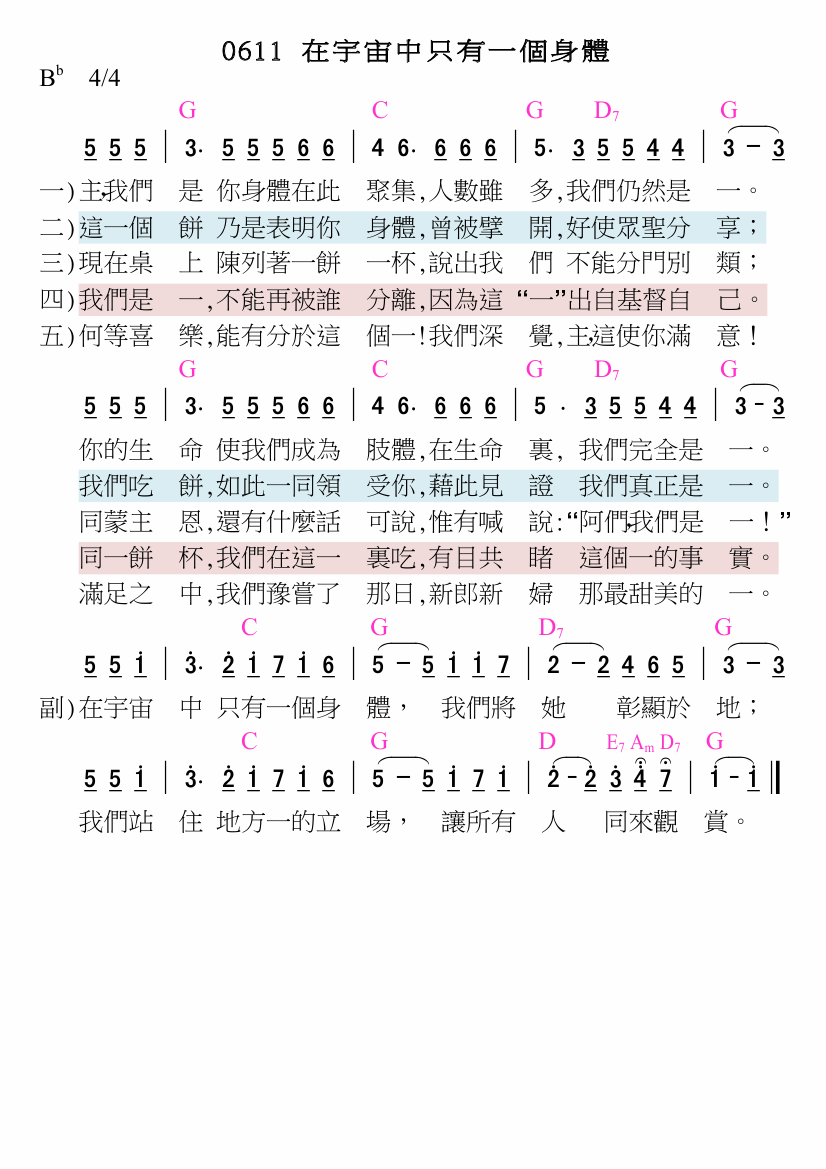 0611 在宇宙中只有一個身體
Bb 4/4
G C G D7 G
5 5 5 | 3. 5 5 5 6 6 | 4 6. 6 6 6 | 5. 3 5 5 4 4 | 3 - 3
一)主,我們 是 你身體在此 聚集,人數雖 多,我們仍然是 一。
二)這一個 餅 乃是表明你 身體,曾被擘 開,好使眾聖分 享；
三)現在桌 上 陳列著一餅 一杯,說出我 們 不能分門別 類；
四)我們是 一,不能再被誰 分離,因為這 “一”出自基督自 己。
五)何等喜 樂,能有分於這 個一!我們深 覺,主,這使你滿 意!
G C G D7 G
5 5 5 | 3. 5 5 5 6 6 | 4 6. 6 6 6 | 5 . 3 5 5 4 4 | 3 - 3
你的生 命 使我們成為 肢體,在生命 裏, 我們完全是 一。
我們吃 餅,如此一同領 受你,藉此見 證 我們真正是 一。
同蒙主 恩,還有什麼話 可說,惟有喊 說:“阿們,我們是 一!”
同一餅 杯,我們在這一 裏吃,有目共 睹 這個一的事 實。
滿足之 中,我們豫嘗了 那日,新郎新 婦 那最甜美的 一。
C G D7 G
5 5 i | 3̇. 2̇ i 7 i 6 | 5 - 5 i i 7 | 2 - 2 4 6 5 | 3 - 3
副)在宇宙 中 只有一個身 體， 我們將 她 彰顯於 地；
C G D E7 Am D7 G
5 5 i | 3̇. 2̇ i 7 i 6 | 5 - 5 i 7 i | 2̇ - 2̇ 3̇ 4̇ 7̇ | i - i ‖
我們站 住 地方一的立 場， 讓所有 人 同來觀 賞。